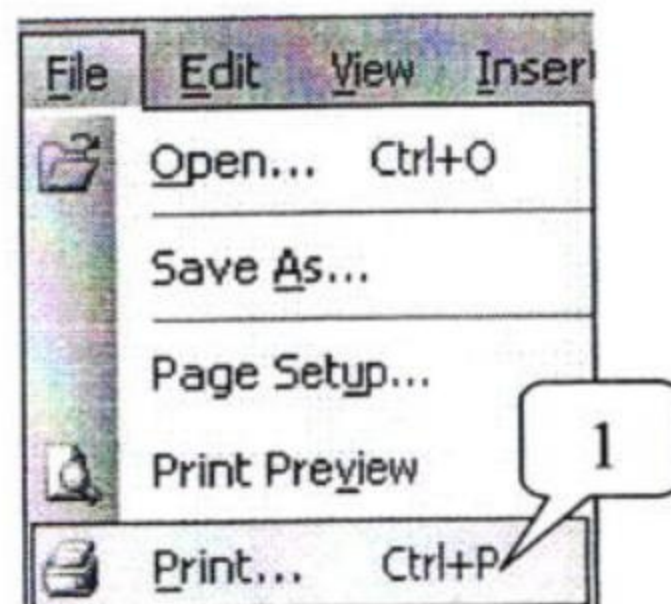 File Edit View Inser
Open... Ctrl+O
Save As...
Page Setup...
Print Preview
1
Print... Ctrl+P